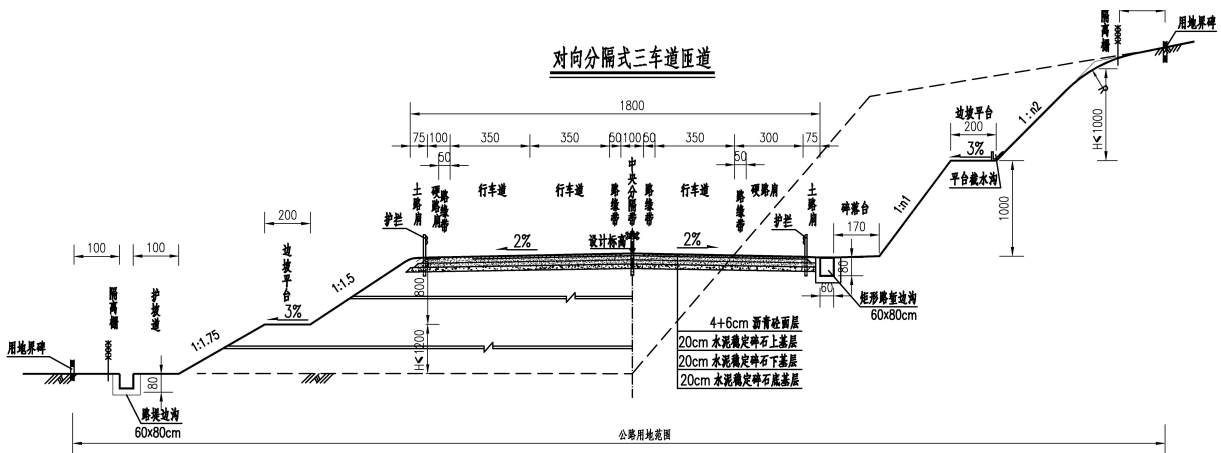 对向分隔式三车道匝道
隔离栅
用地界碑
1800
75
100
350
350
50
100
50
350
300
75
50
50
土路肩
硬路肩
路缘带
行车道
行车道
路缘带
中央分隔带
路缘带
行车道
路缘带
硬路肩
土路肩
护栏
2%
设计标高
2%
护栏
碎落台
170
边坡平台
200
3%
平台截水沟
1:n1
1:n2
R
H≤1000
1000
80
60
矩形路堑边沟
60x80cm
200
边坡平台
3%
1:1.5
1:1.75
800
H≤1200
100
100
隔离栅
护坡道
用地界碑
80
路堤边沟
60x80cm
4+6cm 沥青砼面层
20cm 水泥稳定碎石上基层
20cm 水泥稳定碎石下基层
20cm 水泥稳定碎石底基层
公路用地范围